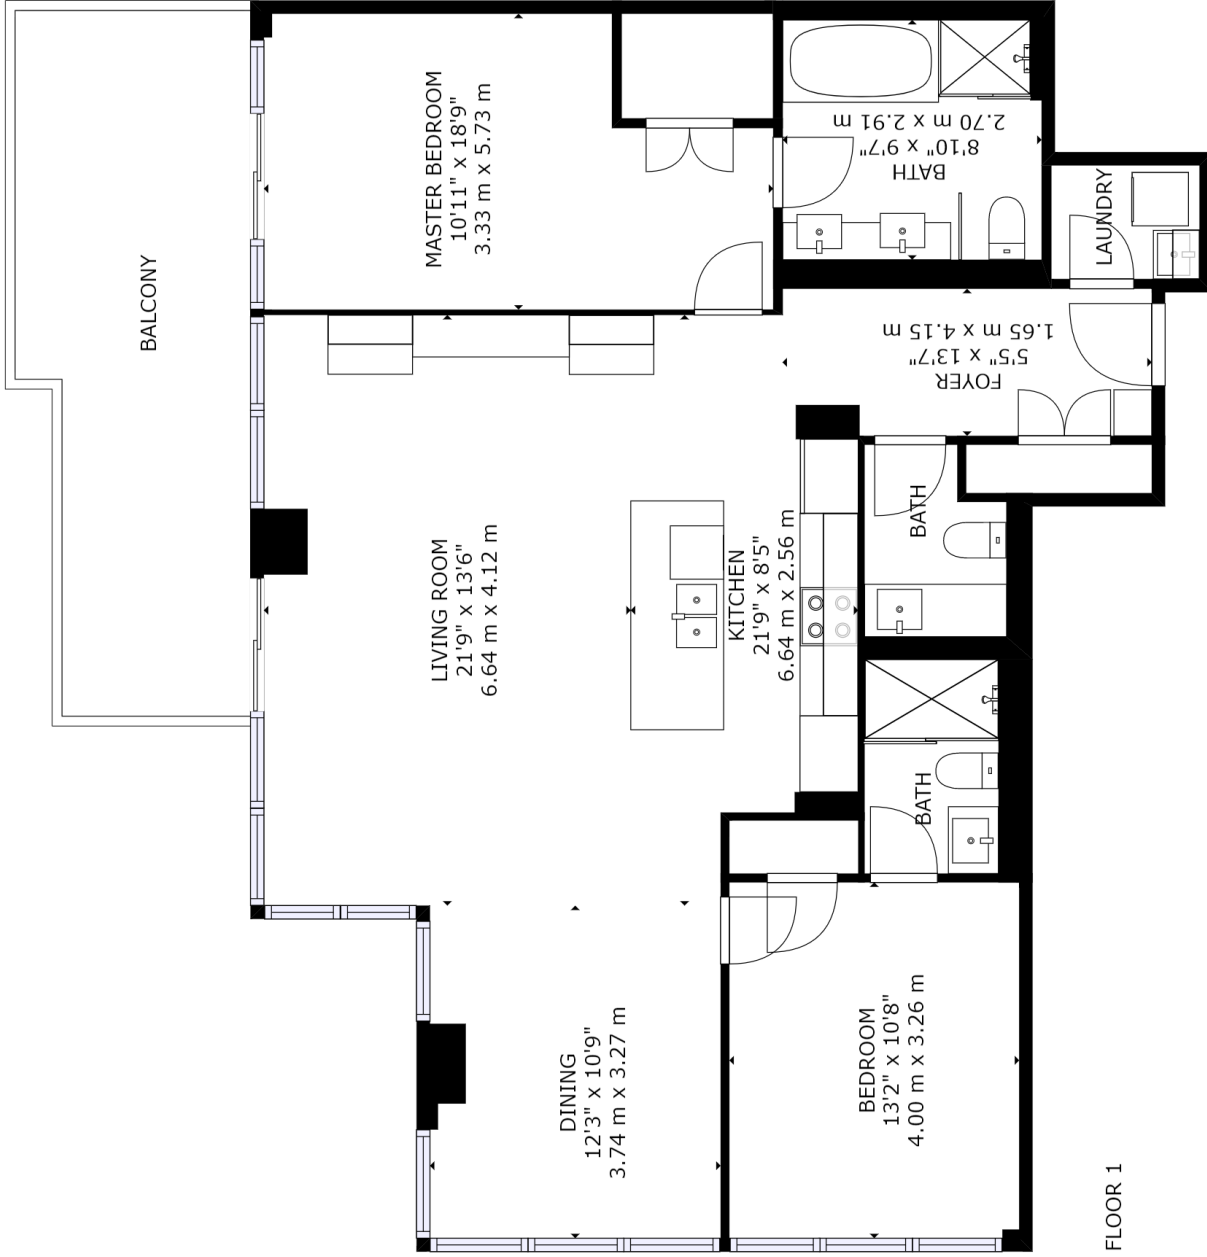 BALCONY
MASTER BEDROOM
10'11" x 18'9"
3.33 m x 5.73 m
BATH
8'10" x 9'7"
2.70 m x 2.91 m
LAUNDRY
FOYER
5'5" x 13'7"
1.65 m x 4.15 m
LIVING ROOM
21'9" x 13'6"
6.64 m x 4.12 m
KITCHEN
21'9" x 8'5"
6.64 m x 2.56 m
BATH
BATH
DINING
12'3" x 10'9"
3.74 m x 3.27 m
BEDROOM
13'2" x 10'8"
4.00 m x 3.26 m
FLOOR 1